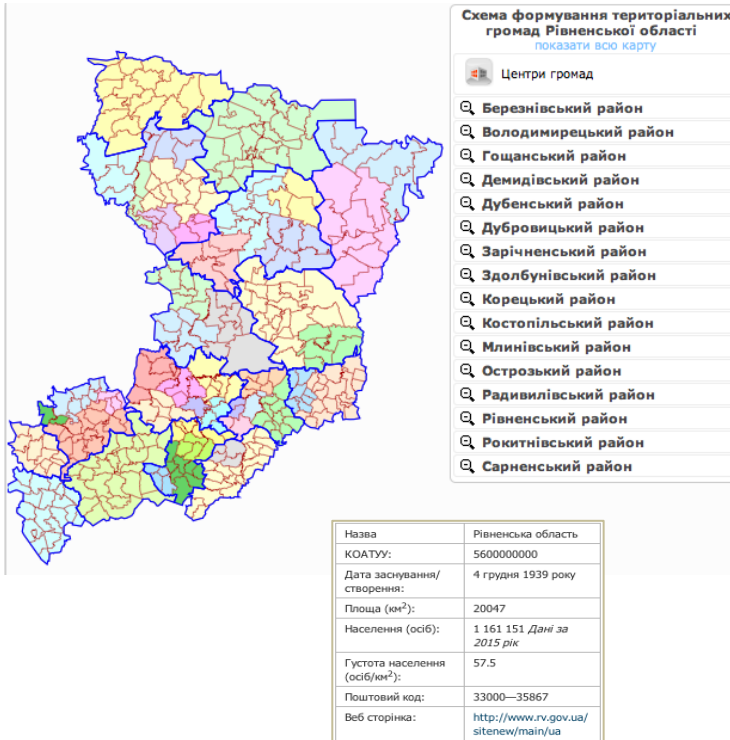 Схема формування територіальних
громад Рівненської області
показати всю карту
Центри громад
Березнівський район
Володимирецький район
Гощанський район
Демидівський район
Дубенський район
Дубровицький район
Зарічненський район
Здолбунівський район
Корецький район
Костопільський район
Млинівський район
Острозький район
Радивилівський район
Рівненський район
Рокитнівський район
Сарненський район
Назва Рівненська область
КОАТУУ: 5600000000
Дата заснування/ 4 грудня 1939 року
створення:
Площа (км²): 20047
Населення (осіб): 1 161 151 Дані за
2015 рік
Густота населення 57.5
(осіб/км²):
Поштовий код: 33000—35867
Веб сторінка: http://www.rv.gov.ua/
sitenew/main/ua